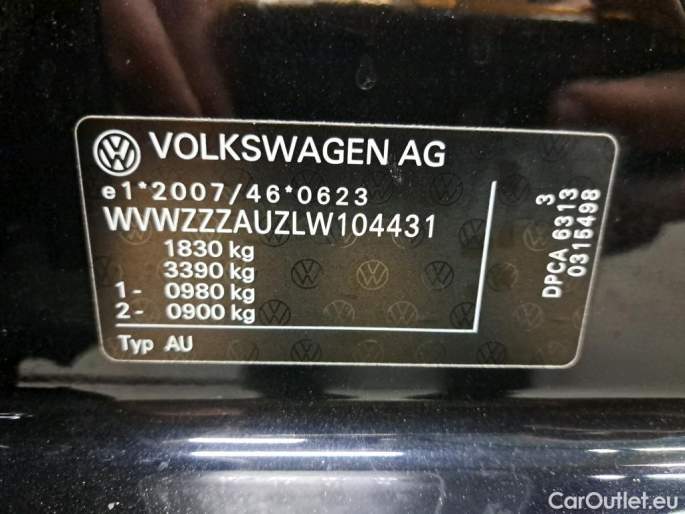 VOLKSWAGEN AG
e1*2007/46*0623
WVWZZZAUZLW104431
1830 kg
3390 kg
1- 0980 kg
2- 0900 kg
Typ AU
3
DPCA 6313
0315498
CarOutlet.eu